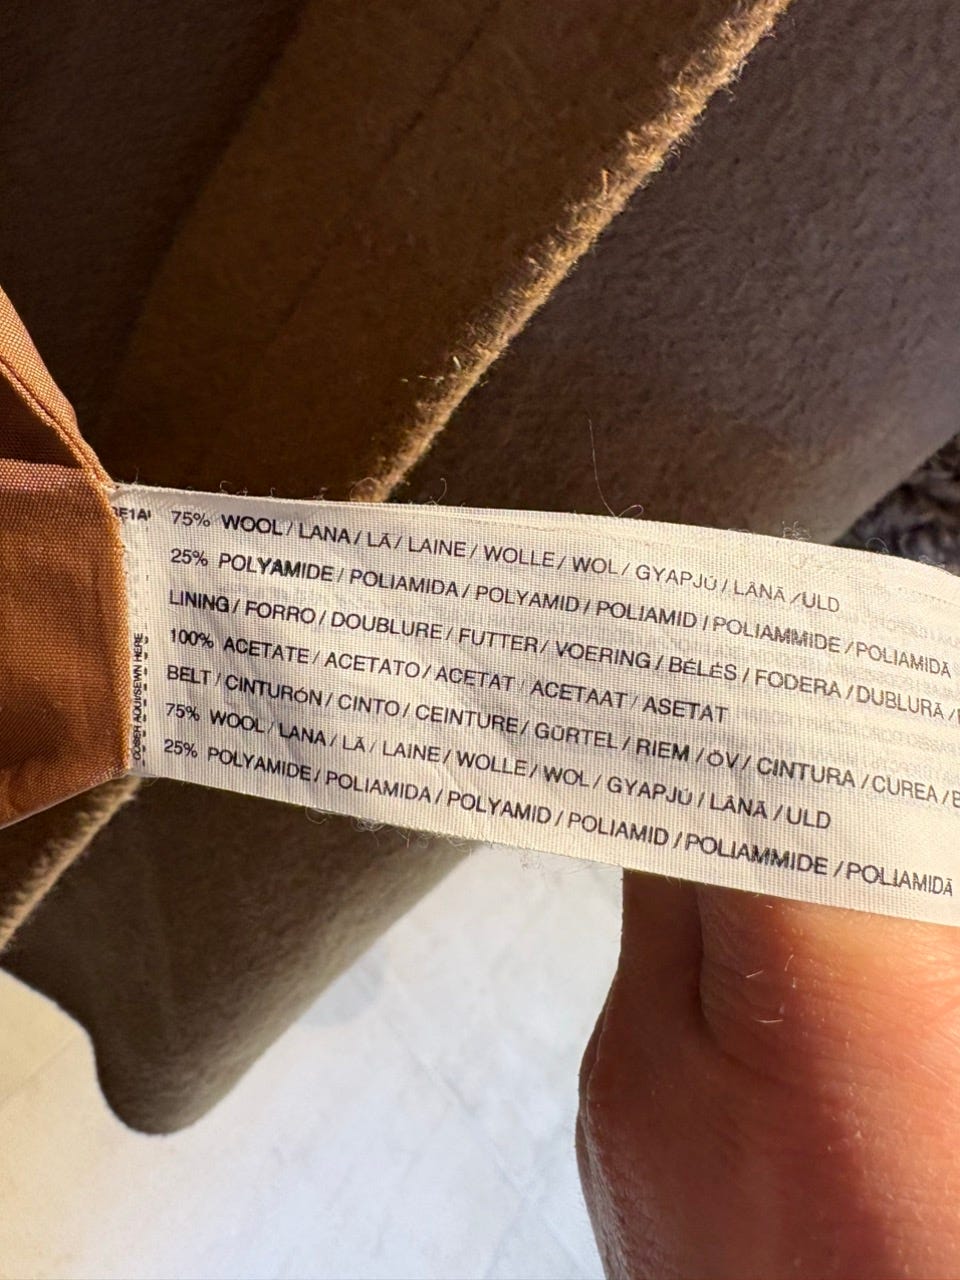 75% WOOL / LANA / LÃ / LAINE / WOLLE / WOL / GYAPJÚ / LÂNĂ / ULD
25% POLYAMIDE / POLIAMIDA / POLYAMID / POLIAMID / POLIAMMIDE / POLIAMIDĂ
LINING / FORRO / DOUBLURE / FUTTER / VOERING / BÉLÉS / FODERA / DUBLURĂ /
100% ACETATE / ACETATO / ACETAT / ACETAAT / ASETAT
BELT / CINTURÓN / CINTO / CEINTURE / GÜRTEL / RIEM / ÖV / CINTURA / CUREA /
75% WOOL / LANA / LÃ / LAINE / WOLLE / WOL / GYAPJÚ / LÂNĂ / ULD
25% POLYAMIDE / POLIAMIDA / POLYAMID / POLIAMID / POLIAMMIDE / POLIAMIDĂ
AQUI/SEWN HERE